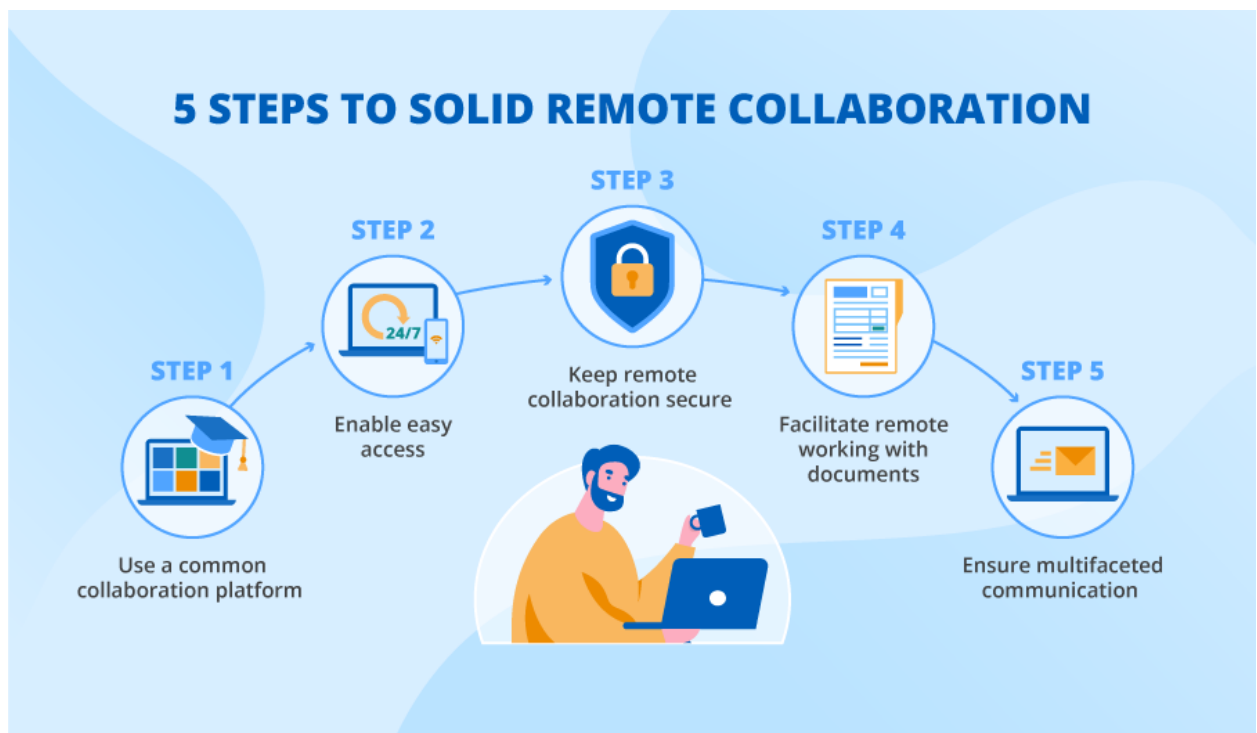 5 STEPS TO SOLID REMOTE COLLABORATION
STEP 1
Use a common
collaboration platform
STEP 2
24/7
Enable easy
access
STEP 3
Keep remote
collaboration secure
STEP 4
Facilitate remote
working with
documents
STEP 5
Ensure multifaceted
communication